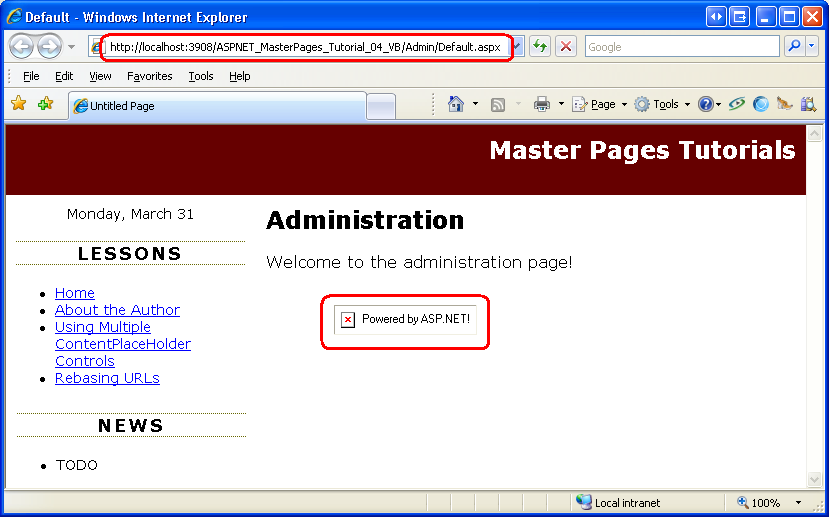 Default - Windows Internet Explorer
http://localhost:3908/ASPNET_MasterPages_Tutorial_04_VB/Admin/Default.aspx
Google
File Edit View Favorites Tools Help
Untitled Page
Page Tools
Master Pages Tutorials
Monday, March 31
LESSONS
Home
About the Author
Using Multiple
ContentPlaceHolder
Controls
Rebasing URLs
NEWS
TODO
Administration
Welcome to the administration page!
Powered by ASP.NET!
Local intranet
100%